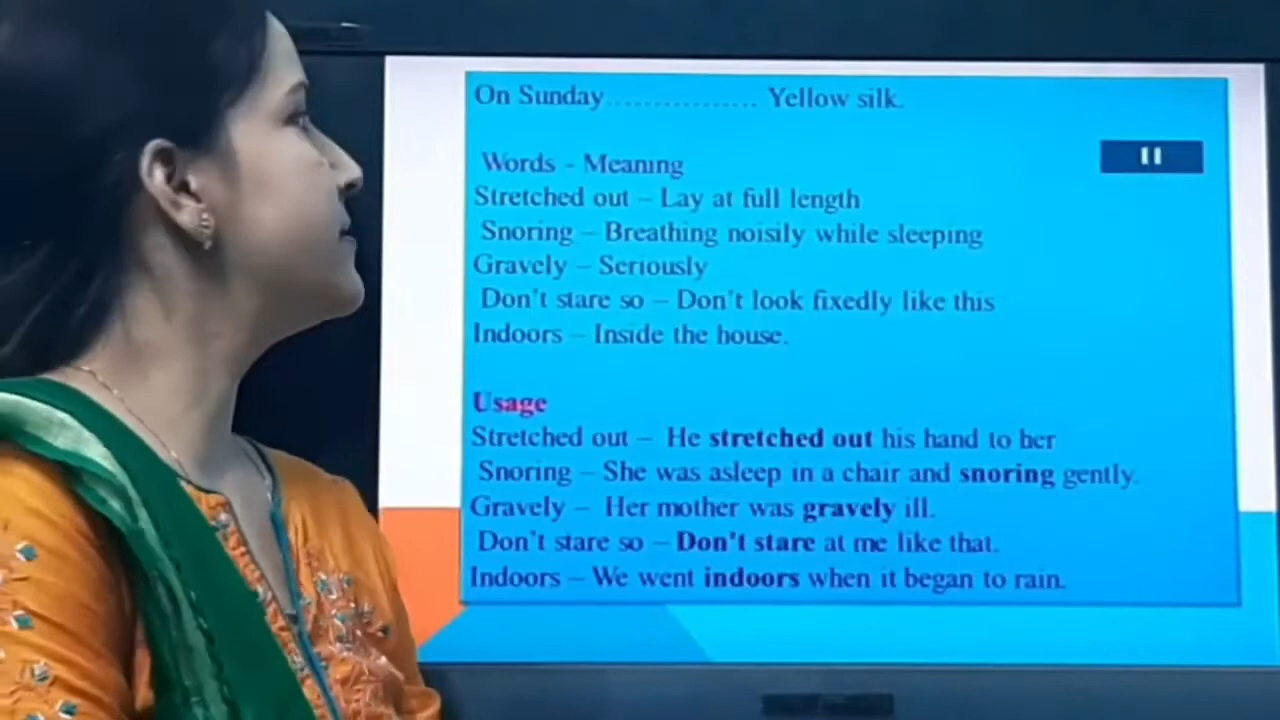 On Sunday................ Yellow silk.
Words - Meaning
Stretched out – Lay at full length
Snoring – Breathing noisily while sleeping
Gravely – Seriously
Don't stare so – Don't look fixedly like this
Indoors – Inside the house.
Usage
Stretched out – He stretched out his hand to her
Snoring – She was asleep in a chair and snoring gently.
Gravely – Her mother was gravely ill.
Don't stare so – Don't stare at me like that.
Indoors – We went indoors when it began to rain.